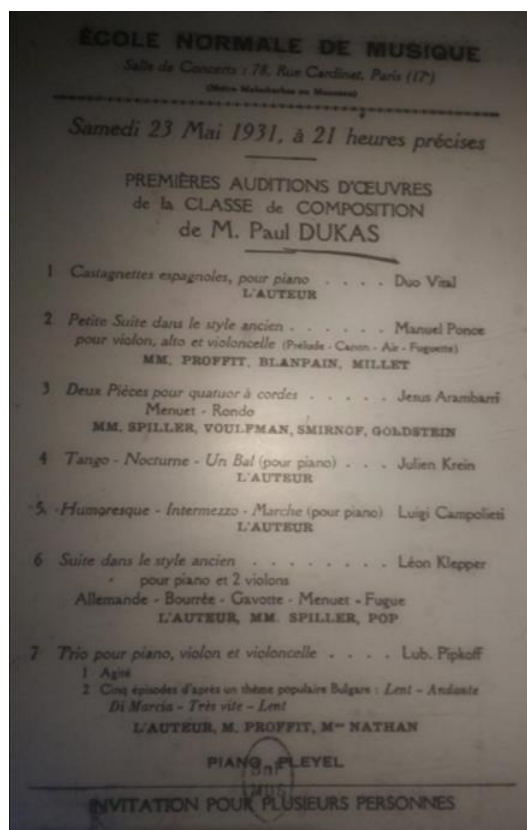 ÉCOLE NORMALE DE MUSIQUE
Salle de Concerts : 78, Rue Cardinet, Paris (17e)
(Métro Malesherbes ou Monceau)
Samedi 23 Mai 1931, à 21 heures précises
PREMIÈRES AUDITIONS D'ŒUVRES
de la CLASSE de COMPOSITION
de M. Paul DUKAS
1 Castagnettes espagnoles, pour piano . . . . Duo Vital
L'AUTEUR
2 Petite Suite dans le style ancien . . . . . . Manuel Ponce
pour violon, alto et violoncelle (Prélude - Canon - Air - Fuguette)
MM. PROFFIT, BLANPAIN, MILLET
3 Deux Pièces pour quatuor à cordes . . . . . Jesus Arambarri
Menuet - Rondo
MM. SPILLER, VOULFMAN, SMIRNOF, GOLDSTEIN
4 Tango - Nocturne - Un Bal (pour piano) . . . Julien Krein
L'AUTEUR
5 Humoresque - Intermezzo - Marche (pour piano) Luigi Campolieti
L'AUTEUR
6 Suite dans le style ancien . . . . . . . . Léon Klepper
pour piano et 2 violons
Allemande - Bourrée - Gavotte - Menuet - Fugue
L'AUTEUR, MM. SPILLER, POP
7 Trio pour piano, violon et violoncelle . . . . Lub. Pipkoff
1 Agité
2 Cinq épisodes d'après un thème populaire Bulgare : Lent - Andante
Di Marcia - Très vite - Lent
L'AUTEUR, M. PROFFIT, Mme NATHAN
PIANO PLEYEL
BnF
MUS
INVITATION POUR PLUSIEURS PERSONNES